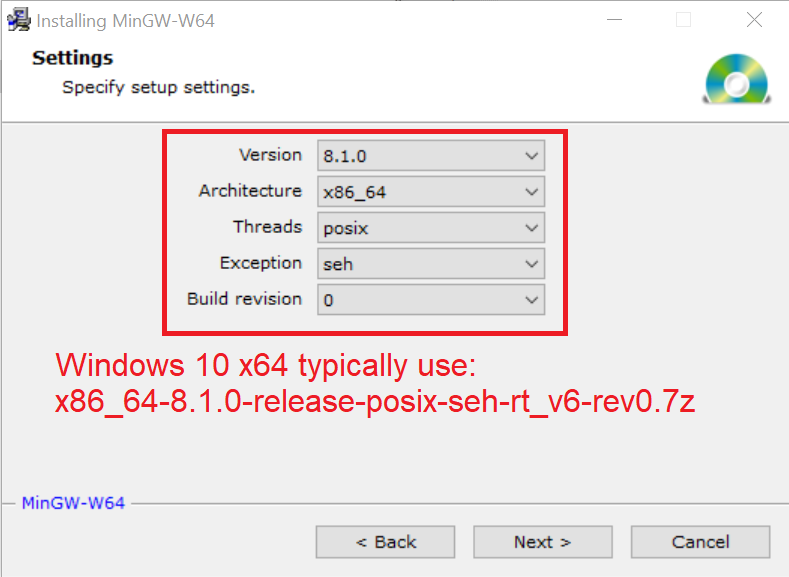 Installing MinGW-W64
Settings
Specify setup settings.
Version 8.1.0
Architecture x86_64
Threads posix
Exception seh
Build revision 0
Windows 10 x64 typically use:
x86_64-8.1.0-release-posix-seh-rt_v6-rev0.7z
MinGW-W64
< Back Next > Cancel